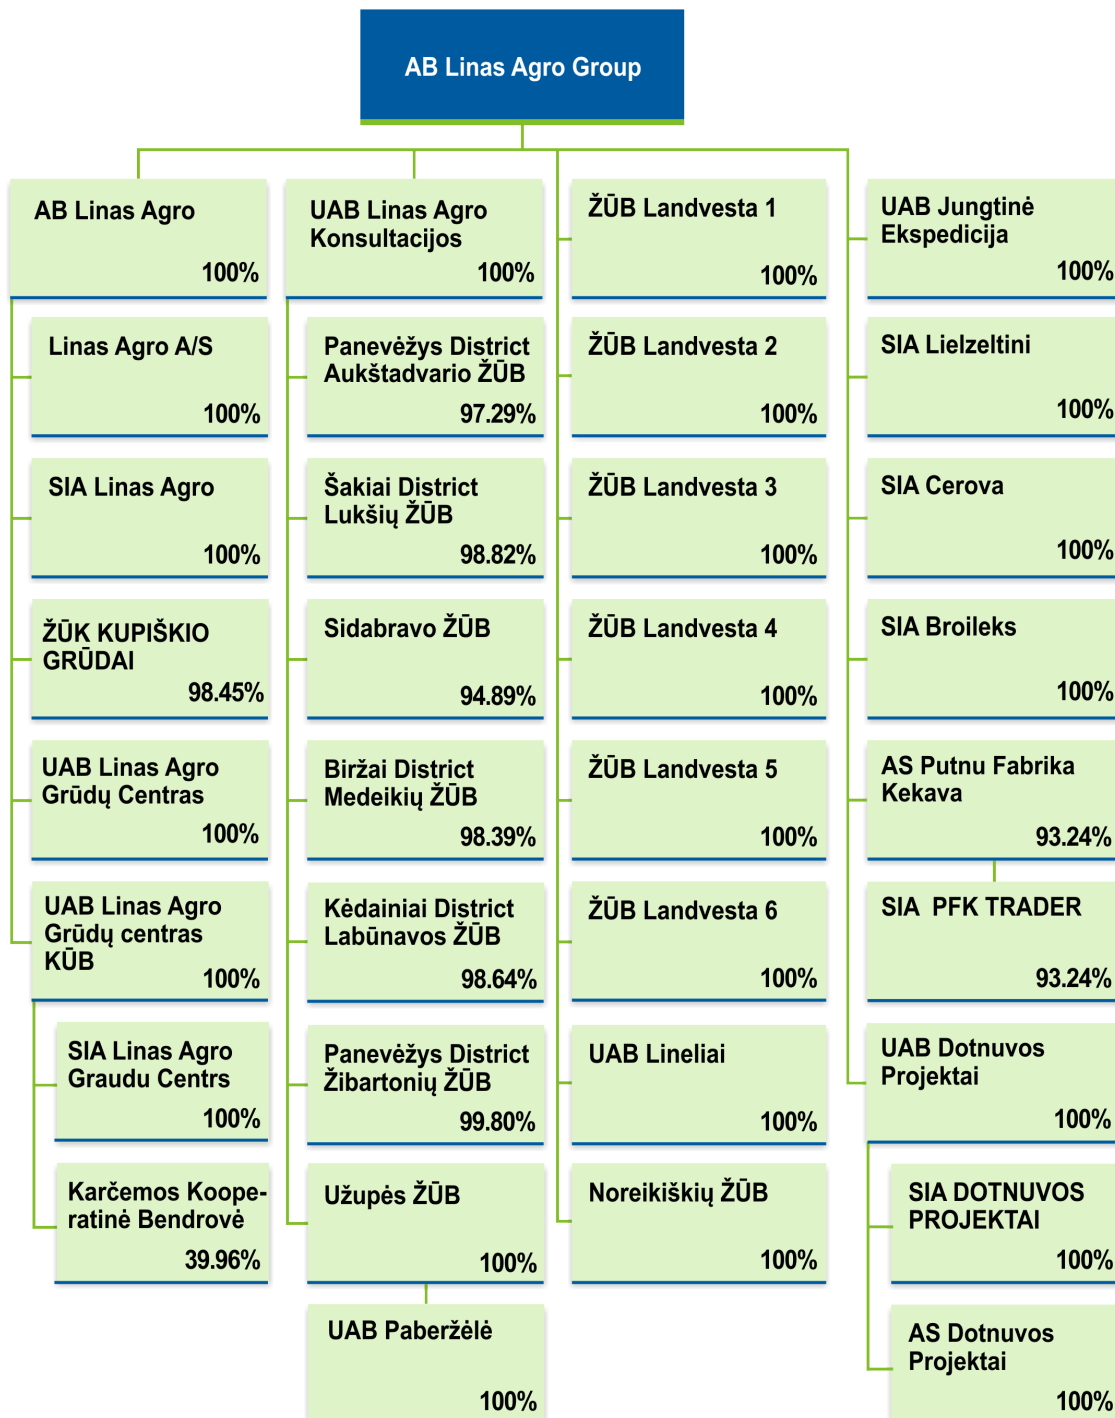 AB Linas Agro Group
AB Linas Agro
100%
Linas Agro A/S
100%
SIA Linas Agro
100%
ŽŪK KUPIŠKIO
GRŪDAI
98.45%
UAB Linas Agro
Grūdų Centras
100%
UAB Linas Agro
Grūdų centras
KŪB
100%
SIA Linas Agro
Graudu Centrs
100%
Karčemos Koope-
ratinė Bendrovė
39.96%
UAB Linas Agro
Konsultacijos
100%
Panevėžys District
Aukštadvario ŽŪB
97.29%
Šakiai District
Lukšių ŽŪB
98.82%
Sidabravo ŽŪB
94.89%
Biržai District
Medeikių ŽŪB
98.39%
Kėdainiai District
Labūnavos ŽŪB
98.64%
Panevėžys District
Žibartonių ŽŪB
99.80%
Užupės ŽŪB
100%
UAB Paberžėlė
100%
ŽŪB Landvesta 1
100%
ŽŪB Landvesta 2
100%
ŽŪB Landvesta 3
100%
ŽŪB Landvesta 4
100%
ŽŪB Landvesta 5
100%
ŽŪB Landvesta 6
100%
UAB Lineliai
100%
Noreikiškių ŽŪB
100%
UAB Jungtinė
Ekspedicija
100%
SIA Lielzeltini
100%
SIA Cerova
100%
SIA Broileks
100%
AS Putnu Fabrika
Kekava
93.24%
SIA PFK TRADER
93.24%
UAB Dotnuvos
Projektai
100%
SIA DOTNUVOS
PROJEKTAI
100%
AS Dotnuvos
Projektai
100%